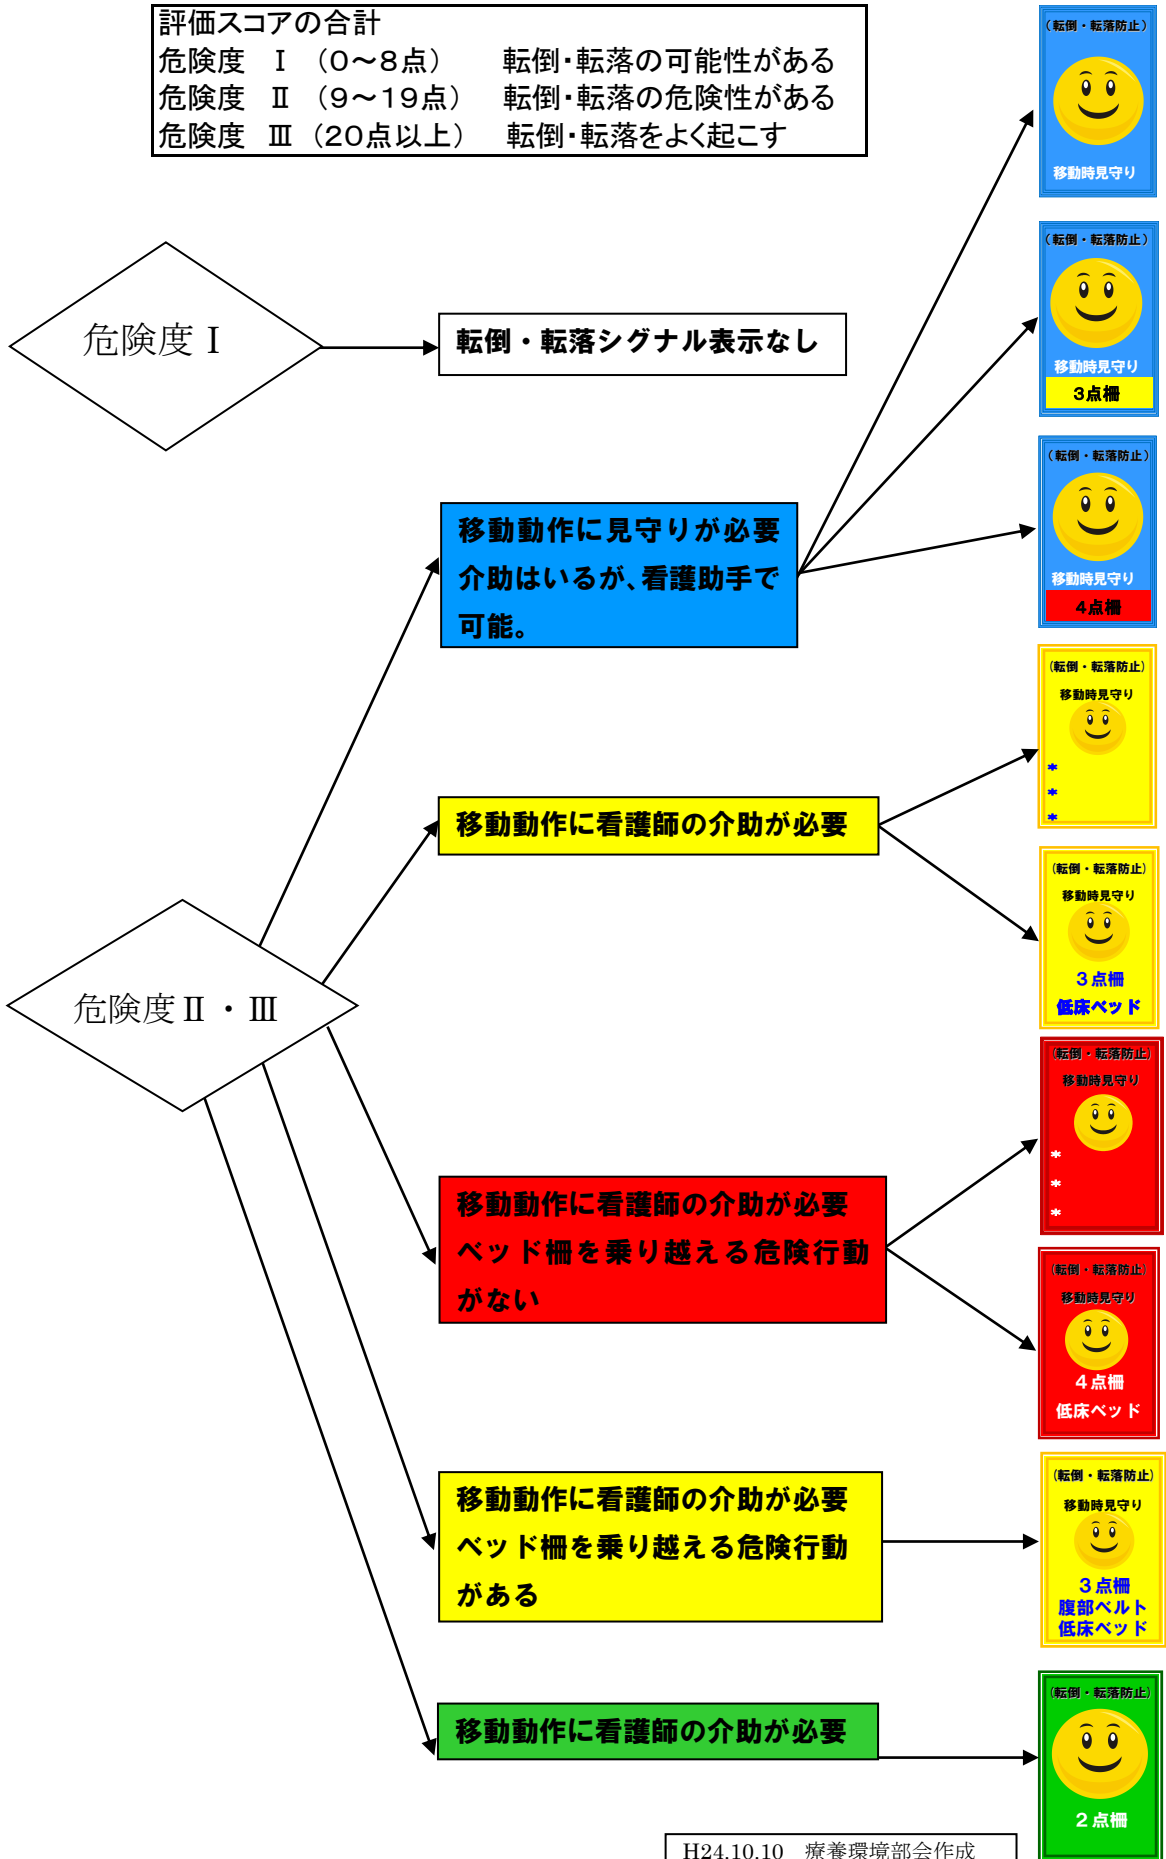 評価スコアの合計
危険度 Ⅰ (0〜8点) 転倒・転落の可能性がある
危険度 Ⅱ (9〜19点) 転倒・転落の危険性がある
危険度 Ⅲ (20点以上) 転倒・転落をよく起こす
(転倒・転落防止)
移動時見守り
(転倒・転落防止)
移動時見守り
3点柵
危険度Ⅰ
転倒・転落シグナル表示なし
(転倒・転落防止)
移動時見守り
4点柵
移動動作に見守りが必要
介助はいるが、看護助手で
可能。
(転倒・転落防止)
移動時見守り
*
*
*
移動動作に看護師の介助が必要
(転倒・転落防止)
移動時見守り
3点柵
低床ベッド
危険度Ⅱ・Ⅲ
(転倒・転落防止)
移動時見守り
*
*
*
移動動作に看護師の介助が必要
ベッド柵を乗り越える危険行動
がない
(転倒・転落防止)
移動時見守り
4点柵
低床ベッド
移動動作に看護師の介助が必要
ベッド柵を乗り越える危険行動
がある
(転倒・転落防止)
移動時見守り
3点柵
腹部ベルト
低床ベッド
移動動作に看護師の介助が必要
(転倒・転落防止)
2点柵
H24.10.10 療養環境部会作成